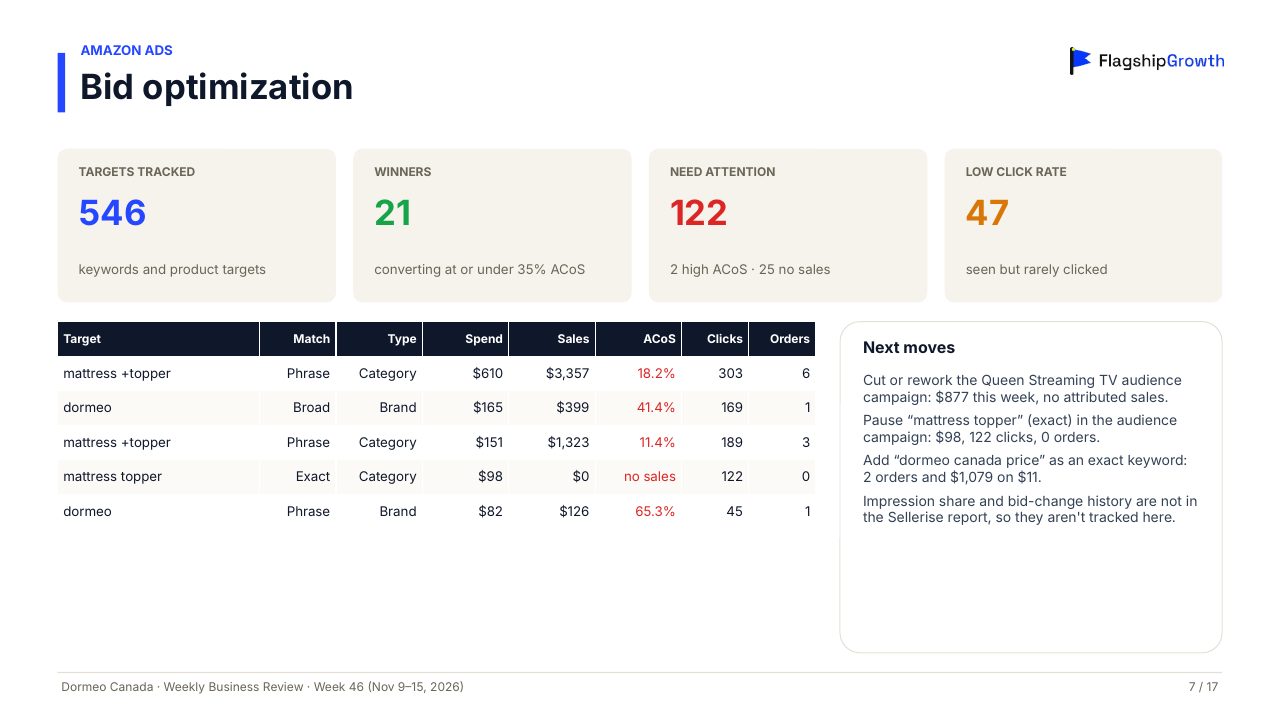 AMAZON ADS
Bid optimization
FlagshipGrowth
TARGETS TRACKED
546
keywords and product targets
WINNERS
21
converting at or under 35% ACoS
NEED ATTENTION
122
2 high ACoS · 25 no sales
LOW CLICK RATE
47
seen but rarely clicked
Target Match Type Spend Sales ACoS Clicks Orders
mattress +topper Phrase Category $610 $3,357 18.2% 303 6
dormeo Broad Brand $165 $399 41.4% 169 1
mattress +topper Phrase Category $151 $1,323 11.4% 189 3
mattress topper Exact Category $98 $0 no sales 122 0
dormeo Phrase Brand $82 $126 65.3% 45 1
Next moves
Cut or rework the Queen Streaming TV audience
campaign: $877 this week, no attributed sales.
Pause “mattress topper” (exact) in the audience
campaign: $98, 122 clicks, 0 orders.
Add “dormeo canada price” as an exact keyword:
2 orders and $1,079 on $11.
Impression share and bid-change history are not in
the Sellerise report, so they aren't tracked here.
Dormeo Canada · Weekly Business Review · Week 46 (Nov 9–15, 2026)
7 / 17